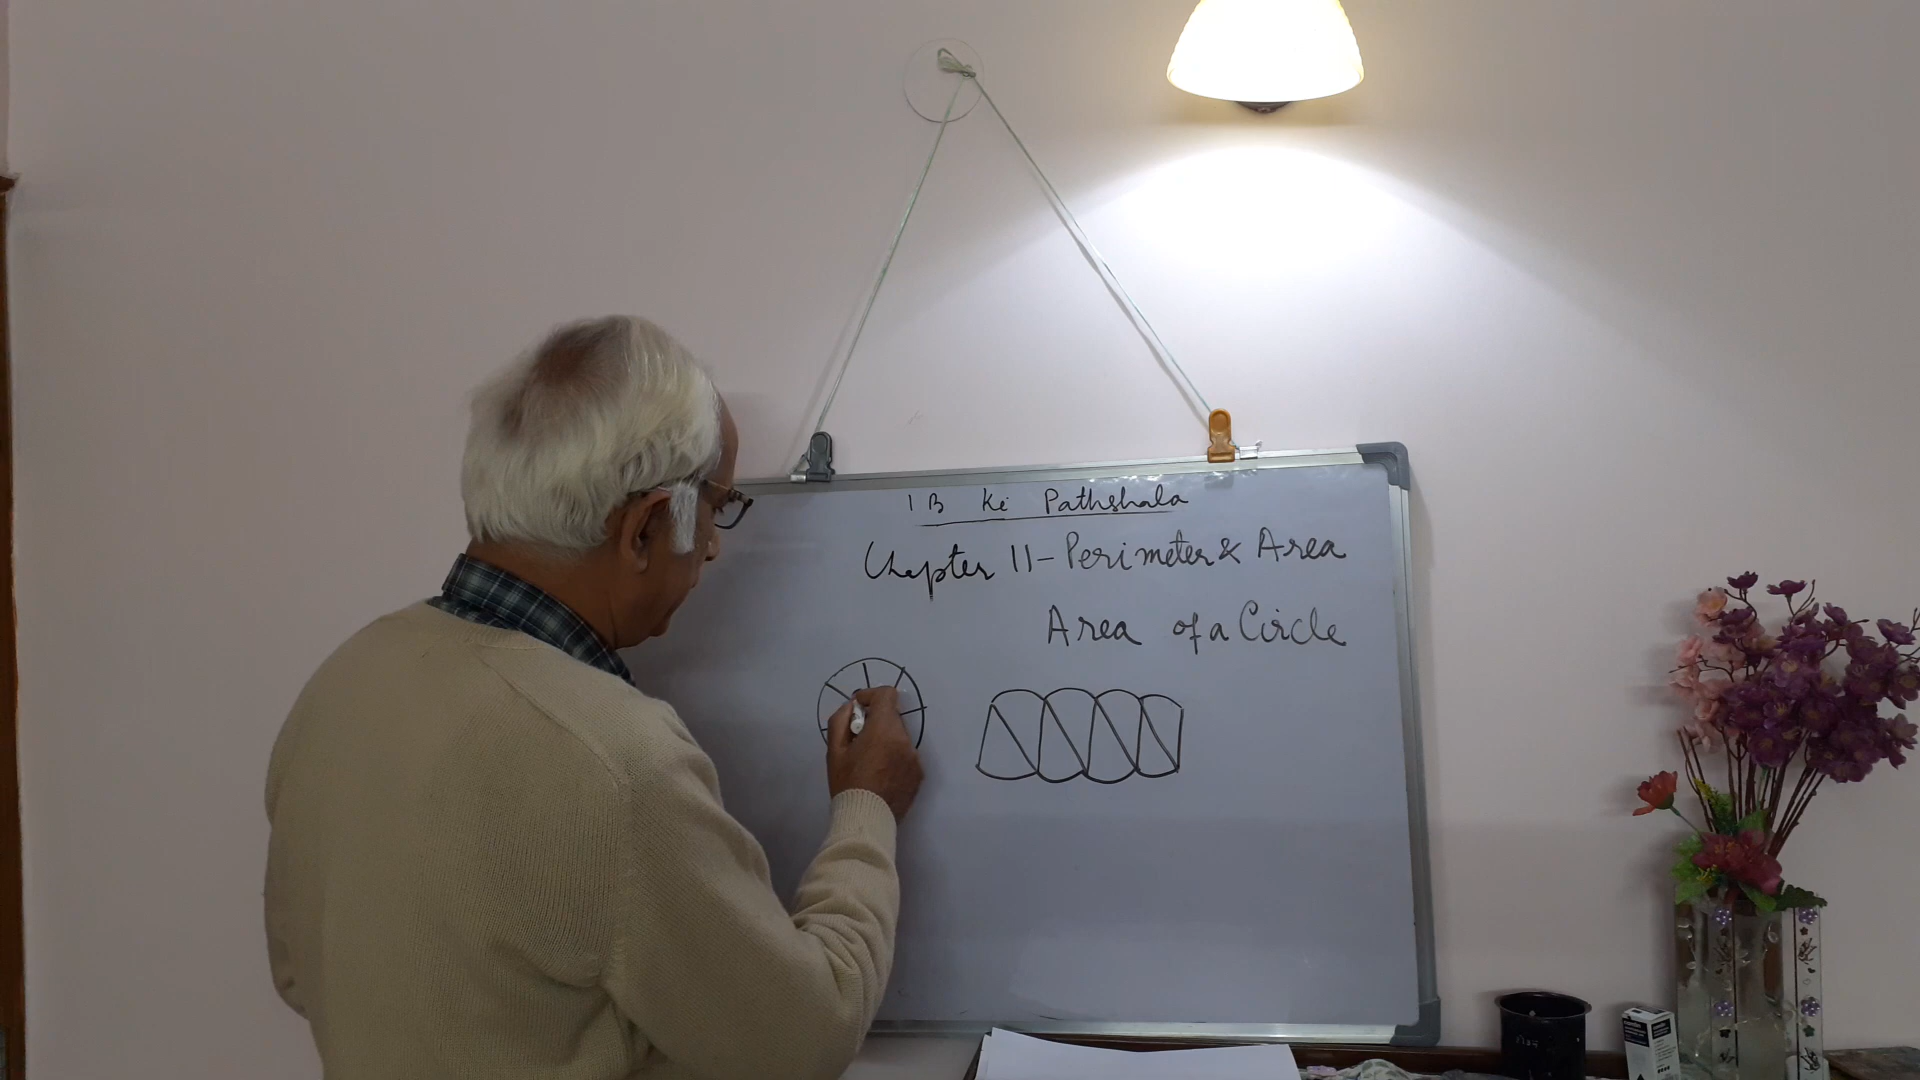 IB Ki Pathshala
Chapter 11 - Perimeter & Area
Area of a Circle